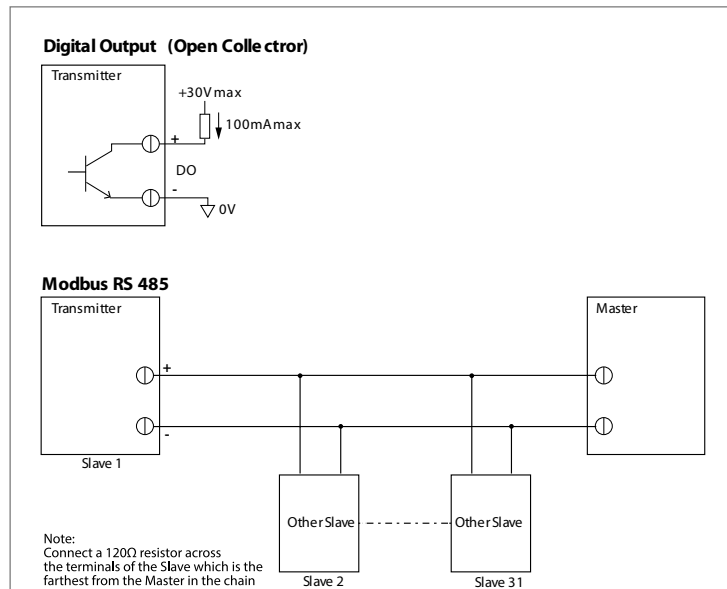 Digital Output (Open Collectror)
Transmitter
+30V max
100mA max
+
DO
-
0V
Modbus RS 485
Transmitter
Master
+
-
Slave 1
Other Slave
Other Slave
Note:
Connect a 120Ω resistor across
the terminals of the Slave which is the
farthest from the Master in the chain
Slave 2
Slave 31